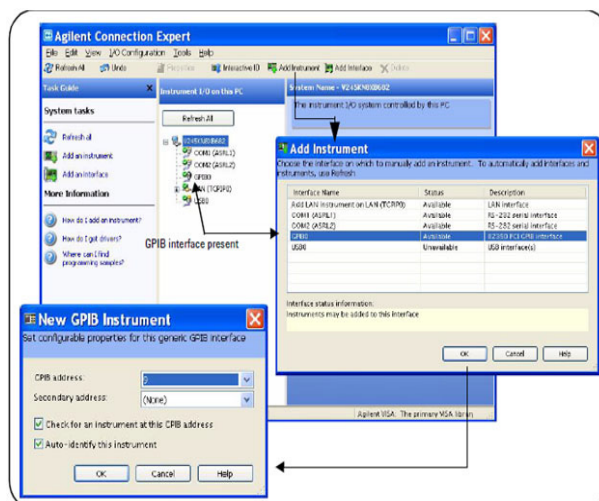 Agilent Connection Expert
File Edit View I/O Configuration Tools Help
Refresh All Undo Properties Interactive IO Add Instrument Add Interface Delete
Task Guide
Instrument I/O on this PC
System tasks
Refresh all
Add an instrument
Add an interface
More Information
How do I add an instrument?
How do I get drivers?
Where can I find programming samples?
Refresh All
COM1 (ASRL1)
COM2 (ASRL2)
GPIB0
LAN (TCPIP0)
USB0
GPIB interface present
The instrument I/O system controlled by this PC
Add Instrument
Choose the interface on which to manually add an instrument. To automatically add interfaces and
instruments, use Refresh
Interface Name Status Description
Add LAN instrument on LAN (TCPIP0) Available LAN interface
COM1 (ASRL1) Available RS-232 serial interface
COM2 (ASRL2) Available RS-232 serial interface
GPIB0 Available 82350 PCI GPIB interface
USB0 Unavailable USB interface(s)
Interface status information:
Instruments may be added to this interface
OK Cancel Help
New GPIB Instrument
Set configurable properties for this generic GPIB interface
GPIB address:
Secondary address: (None)
Check for an instrument at this GPIB address
Auto-identify this instrument
OK Cancel Help
Agilent VISA: The primary VISA library